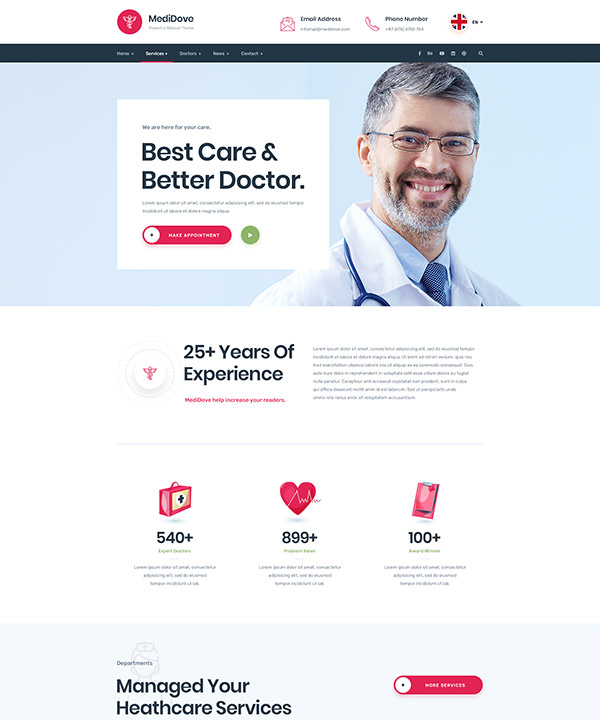 MediDove
Powerful Medical Theme
Email Address
Phone Number
+97 (676) 6765 764
EN
Home +
Services +
Doctors +
News +
Contact +
We are here for your care.
Best Care &
Better Doctor.
Lorem ipsum dolor sit amet, consectetur adipisicing elit, sed do eiusmod tempor
incididunt ut labore et dolore magna aliqua.
MAKE APPOINTMENT
25+ Years Of
Experience
MediDove help increase your readers.
Lorem ipsum dolor sit amet, consectetur adipisicing elit, sed do eiusmod tempor
incididunt ut labore et dolore magna aliqua. Ut enim ad minim veniam, quis nostrud
exercitation ullamco laboris nisi ut aliquip ex ea commodo consequat. Duis
aute irure dolor in reprehenderit in voluptate velit esse cillum dolore eu fugiat nulla
pariatur. Excepteur sint occaecat cupidatat non proident, sunt in culpa qui officia
deserunt mollit anim id est laborum. Sed ut perspiciatis unde
omnis iste natus error sit voluptatem accusantium.
540+
Expert Doctors
Lorem ipsum dolor sit amet, consectetur
adipisicing elit, sed do eiusmod
tempor incididunt ut lab.
899+
Problem Solve
Lorem ipsum dolor sit amet, consectetur
adipisicing elit, sed do eiusmod
tempor incididunt ut lab.
100+
Award Winner
Lorem ipsum dolor sit amet, consectetur
adipisicing elit, sed do eiusmod
tempor incididunt ut lab.
Departments
Managed Your
Heathcare Services
MORE SERVICES